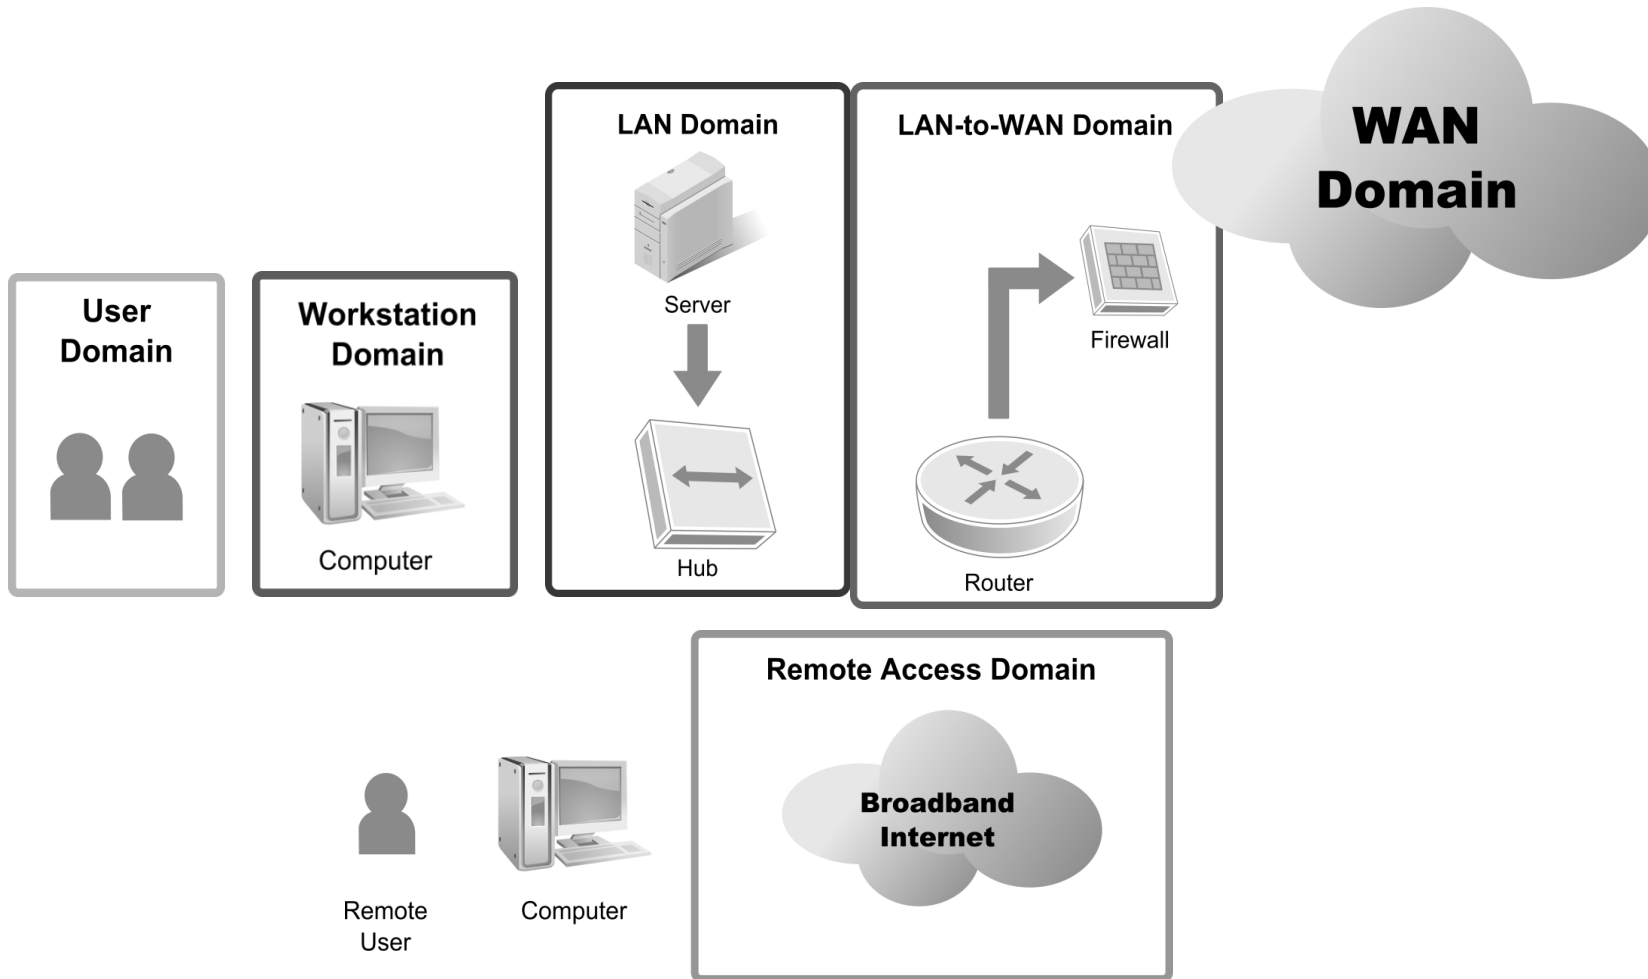 LAN Domain
LAN-to-WAN Domain
WAN
Domain
User
Domain
Workstation
Domain
Server
Firewall
Computer
Hub
Router
Remote Access Domain
Broadband
Internet
Remote
User
Computer